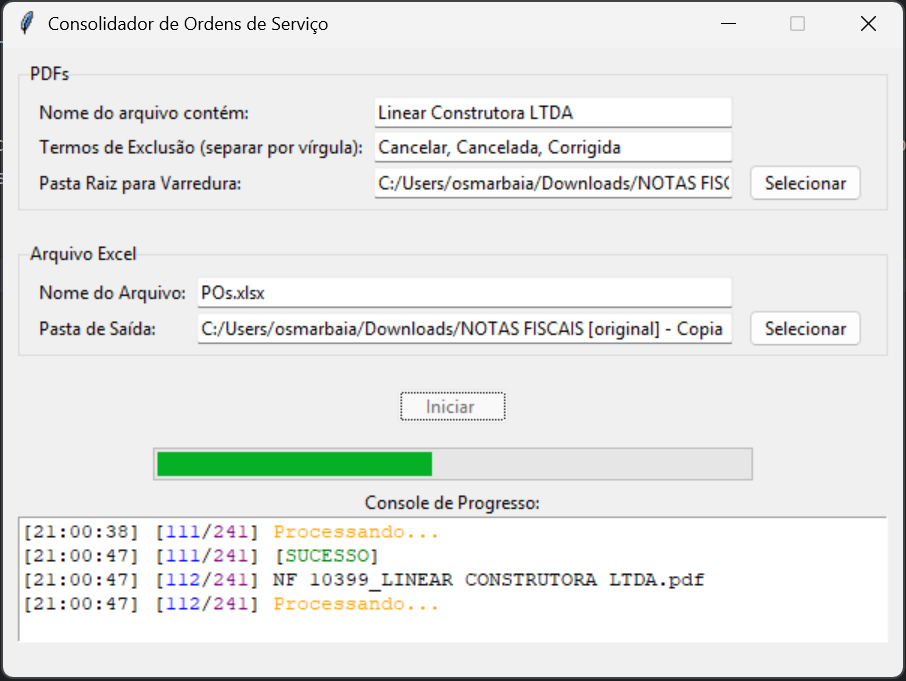 Consolidador de Ordens de Serviço
PDFs
Nome do arquivo contém: Linear Construtora LTDA
Termos de Exclusão (separar por vírgula): Cancelar, Cancelada, Corrigida
Pasta Raiz para Varredura: C:/Users/osmarbaia/Downloads/NOTAS FISC Selecionar
Arquivo Excel
Nome do Arquivo: POs.xlsx
Pasta de Saída: C:/Users/osmarbaia/Downloads/NOTAS FISCAIS [original] - Copia Selecionar
Iniciar
Console de Progresso:
[21:00:38] [111/241] Processando...
[21:00:47] [111/241] [SUCESSO]
[21:00:47] [112/241] NF 10399_LINEAR CONSTRUTORA LTDA.pdf
[21:00:47] [112/241] Processando...